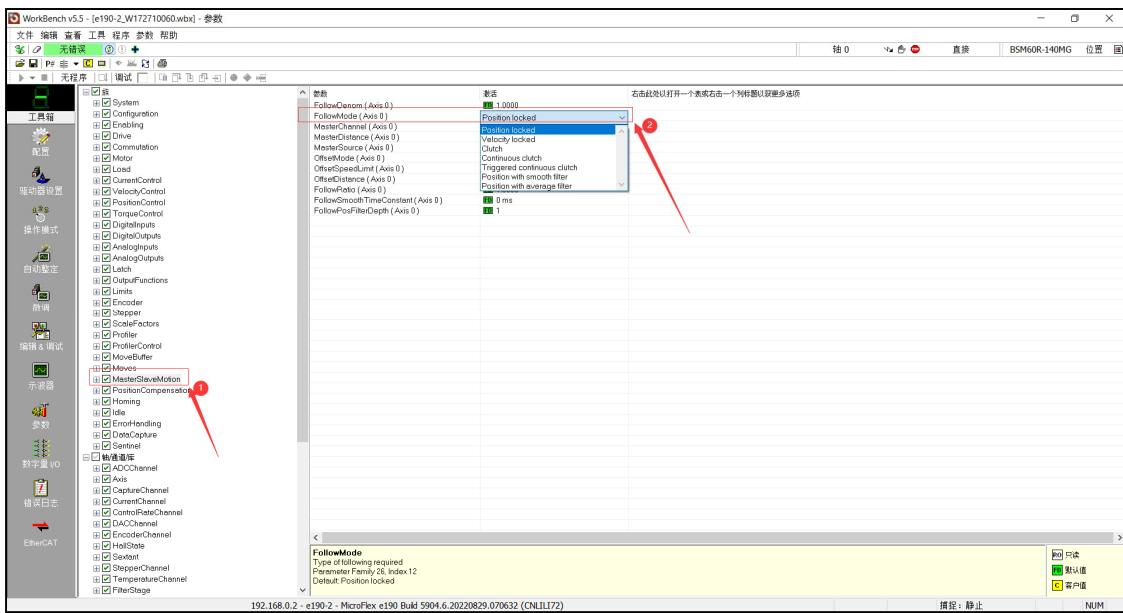 WorkBench v5.5 - [e190-2_W172710060.wbx] - 参数
文件 编辑 查看 工具 程序 参数 帮助
无错误 轴 0 直接 BSM60R-140MG 位置
P#
无程序 调试
工具箱
配置
驱动器设置
操作模式
自动整定
微调
编辑 & 调试
示波器
参数
数字量 I/O
错误日志
EtherCAT
族
System
Configuration
Enabling
Drive
Commutation
Motor
Load
CurrentControl
VelocityControl
PositionControl
TorqueControl
DigitalInputs
DigitalOutputs
AnalogInputs
AnalogOutputs
Latch
OutputFunctions
Limits
Encoder
Stepper
ScaleFactors
Profiler
ProfilerControl
MoveBuffer
Moves
MasterSlaveMotion
PositionCompensation
Homing
Idle
ErrorHandling
DataCapture
Sentinel
轴/通道/库
ADCChannel
Axis
CaptureChannel
CurrentChannel
ControlRateChannel
DACChannel
EncoderChannel
HallState
Sextant
StepperChannel
TemperatureChannel
FilterStage
1
参数 激活 右击此处以打开一个表或右击一个列标题以获更多选项
FollowDenom ( Axis 0 ) FD 1.0000
FollowMode ( Axis 0 ) Position locked
MasterChannel ( Axis 0 )
MasterDistance ( Axis 0 )
MasterSource ( Axis 0 )
OffsetMode ( Axis 0 )
OffsetSpeedLimit ( Axis 0 )
OffsetDistance ( Axis 0 )
FollowRatio ( Axis 0 )
FollowSmoothTimeConstant ( Axis 0 ) FD 0 ms
FollowPosFilterDepth ( Axis 0 ) FD 1
Position locked
Velocity locked
Clutch
Continuous clutch
Triggered continuous clutch
Position with smooth filter
Position with average filter
2
FollowMode
Type of following required
Parameter Family 26, Index 12
Default: Position locked
RO 只读
FD 默认值
C 客户值
192.168.0.2 - e190-2 - MicroFlex e190 Build 5904.6.20220829.070632 (CNLILI72) 捕捉: 静止 NUM